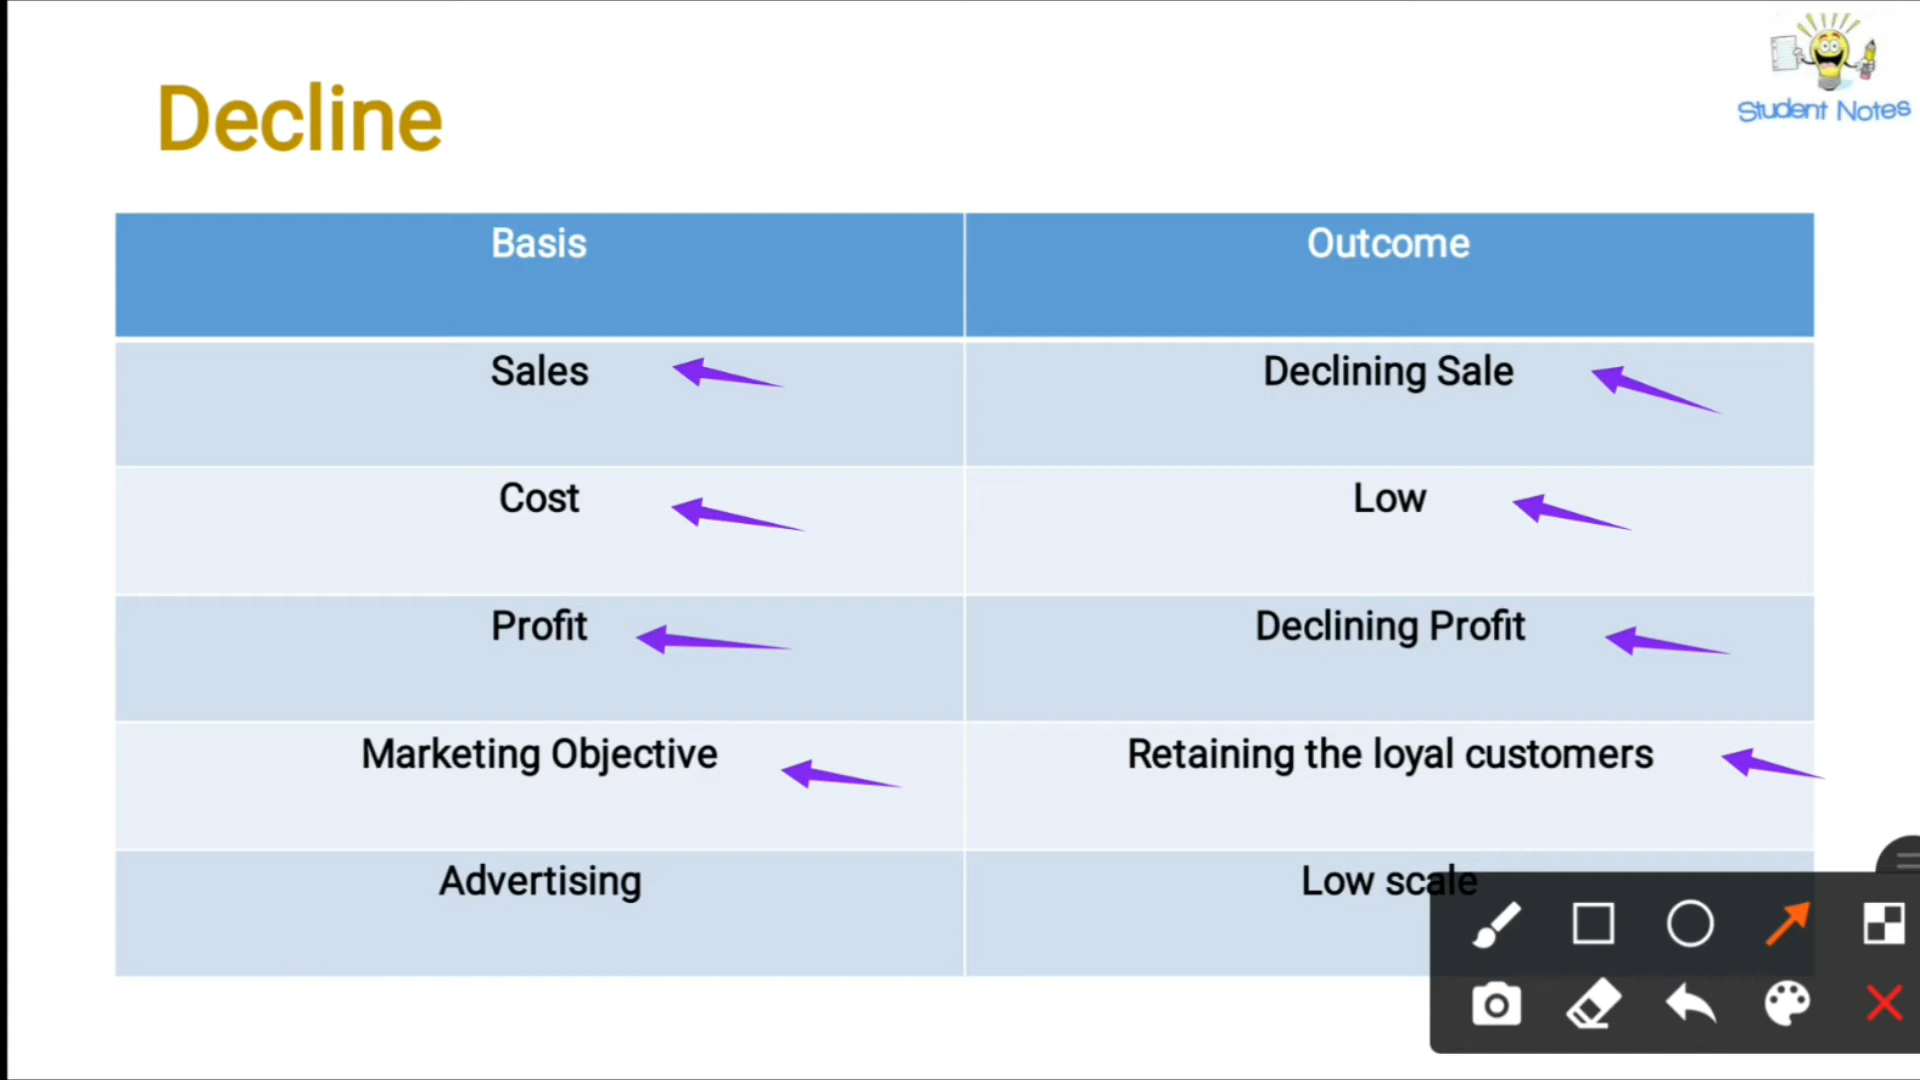 Student Notes
Decline
Basis
Outcome
Sales
Declining Sale
Cost
Low
Profit
Declining Profit
Marketing Objective
Retaining the loyal customers
Advertising
Low scale